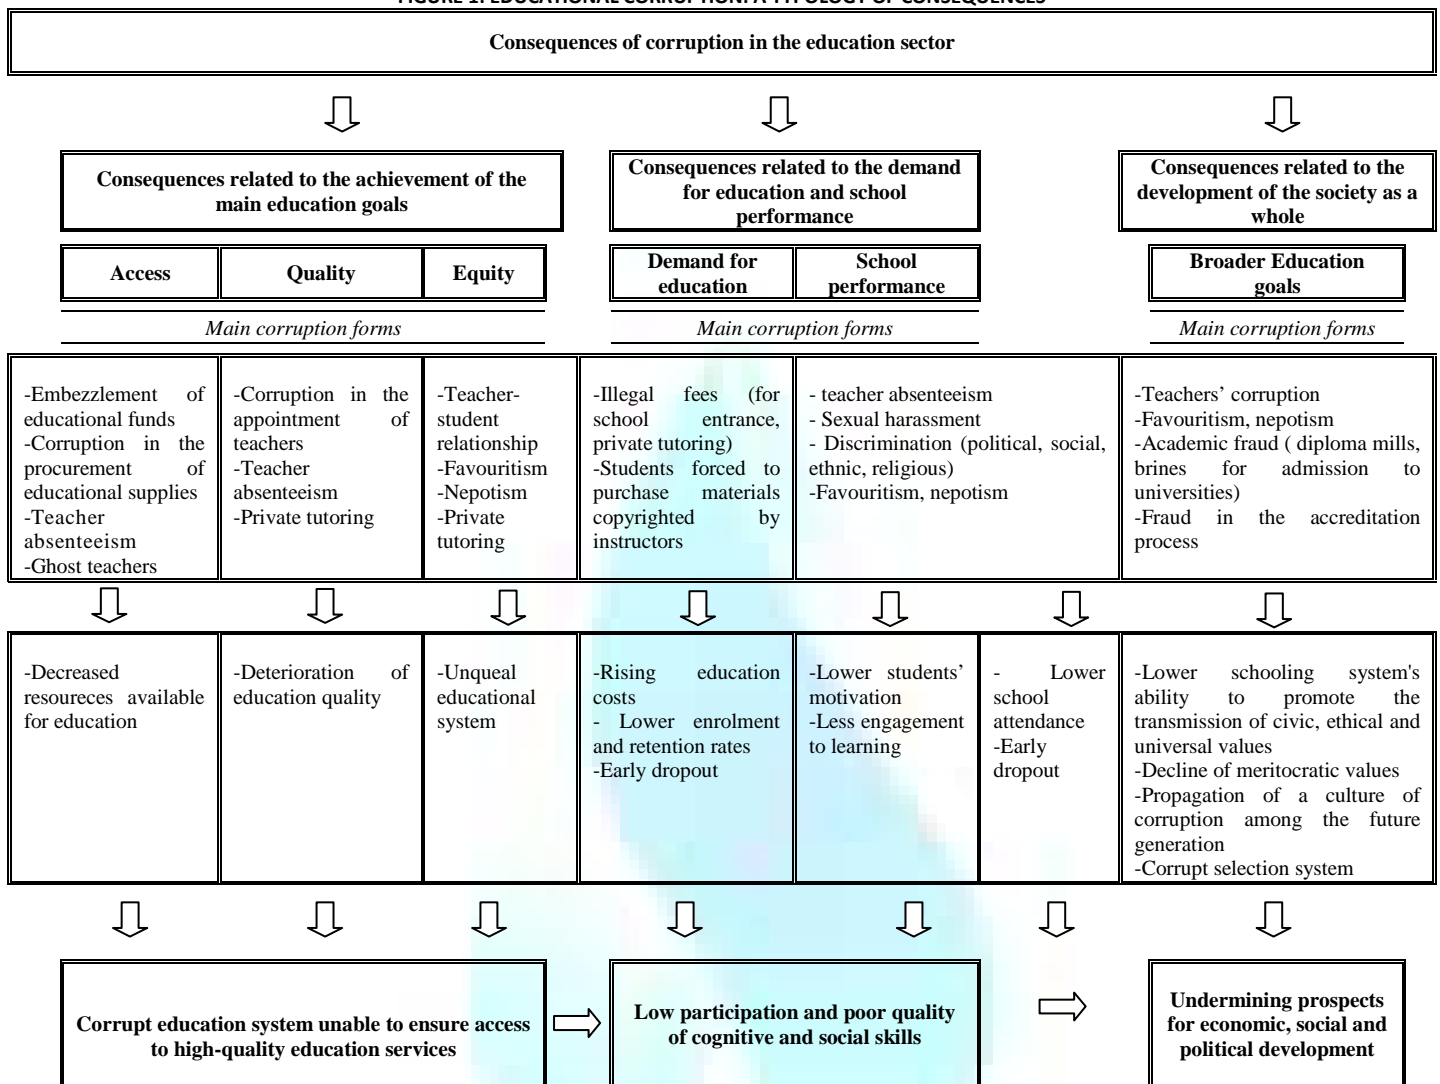 FIGURE 1: EDUCATIONAL CORRUPTION: A TYPOLOGY OF CONSEQUENCES
Consequences of corruption in the education sector
Consequences related to the achievement of the
main education goals
Consequences related to the demand
for education and school
performance
Consequences related to the
development of the society as a
whole
Access
Quality
Equity
Demand for
education
School
performance
Broader Education
goals
Main corruption forms
Main corruption forms
Main corruption forms
-Embezzlement of
educational funds
-Corruption in the
procurement of
educational supplies
-Teacher
absenteeism
-Ghost teachers
-Corruption in the
appointment of
teachers
-Teacher
absenteeism
-Private tutoring
-Teacher-
student
relationship
-Favouritism
-Nepotism
-Private
tutoring
-Illegal fees (for
school entrance,
private tutoring)
-Students forced to
purchase materials
copyrighted by
instructors
- teacher absenteeism
- Sexual harassment
- Discrimination (political, social,
ethnic, religious)
-Favouritism, nepotism
-Teachers’ corruption
-Favouritism, nepotism
-Academic fraud ( diploma mills,
brines for admission to
universities)
-Fraud in the accreditation
process
-Decreased
resoureces available
for education
-Deterioration of
education quality
-Unqueal
educational
system
-Rising education
costs
- Lower enrolment
and retention rates
-Early dropout
-Lower students’
motivation
-Less engagement
to learning
- Lower
school
attendance
-Early
dropout
-Lower schooling system's
ability to promote the
transmission of civic, ethical and
universal values
-Decline of meritocratic values
-Propagation of a culture of
corruption among the future
generation
-Corrupt selection system
Corrupt education system unable to ensure access
to high-quality education services
Low participation and poor quality
of cognitive and social skills
Undermining prospects
for economic, social and
political development